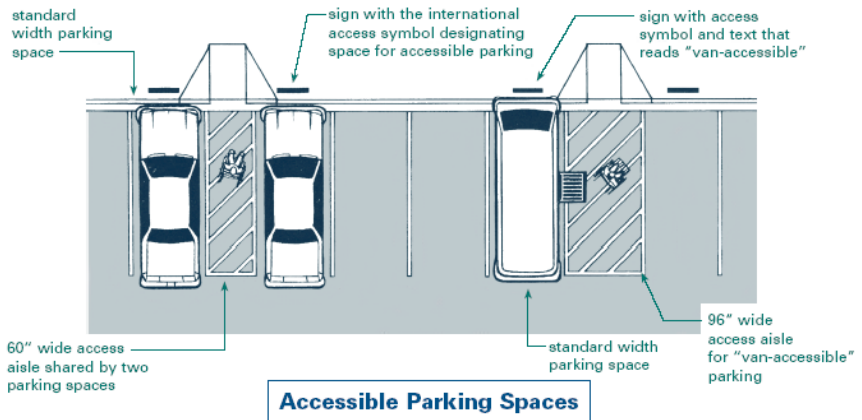 standard
width parking
space
sign with the international
access symbol designating
space for accessible parking
sign with access
symbol and text that
reads “van-accessible”
60” wide access
aisle shared by two
parking spaces
standard width
parking space
96” wide
access aisle
for “van-accessible”
parking
Accessible Parking Spaces